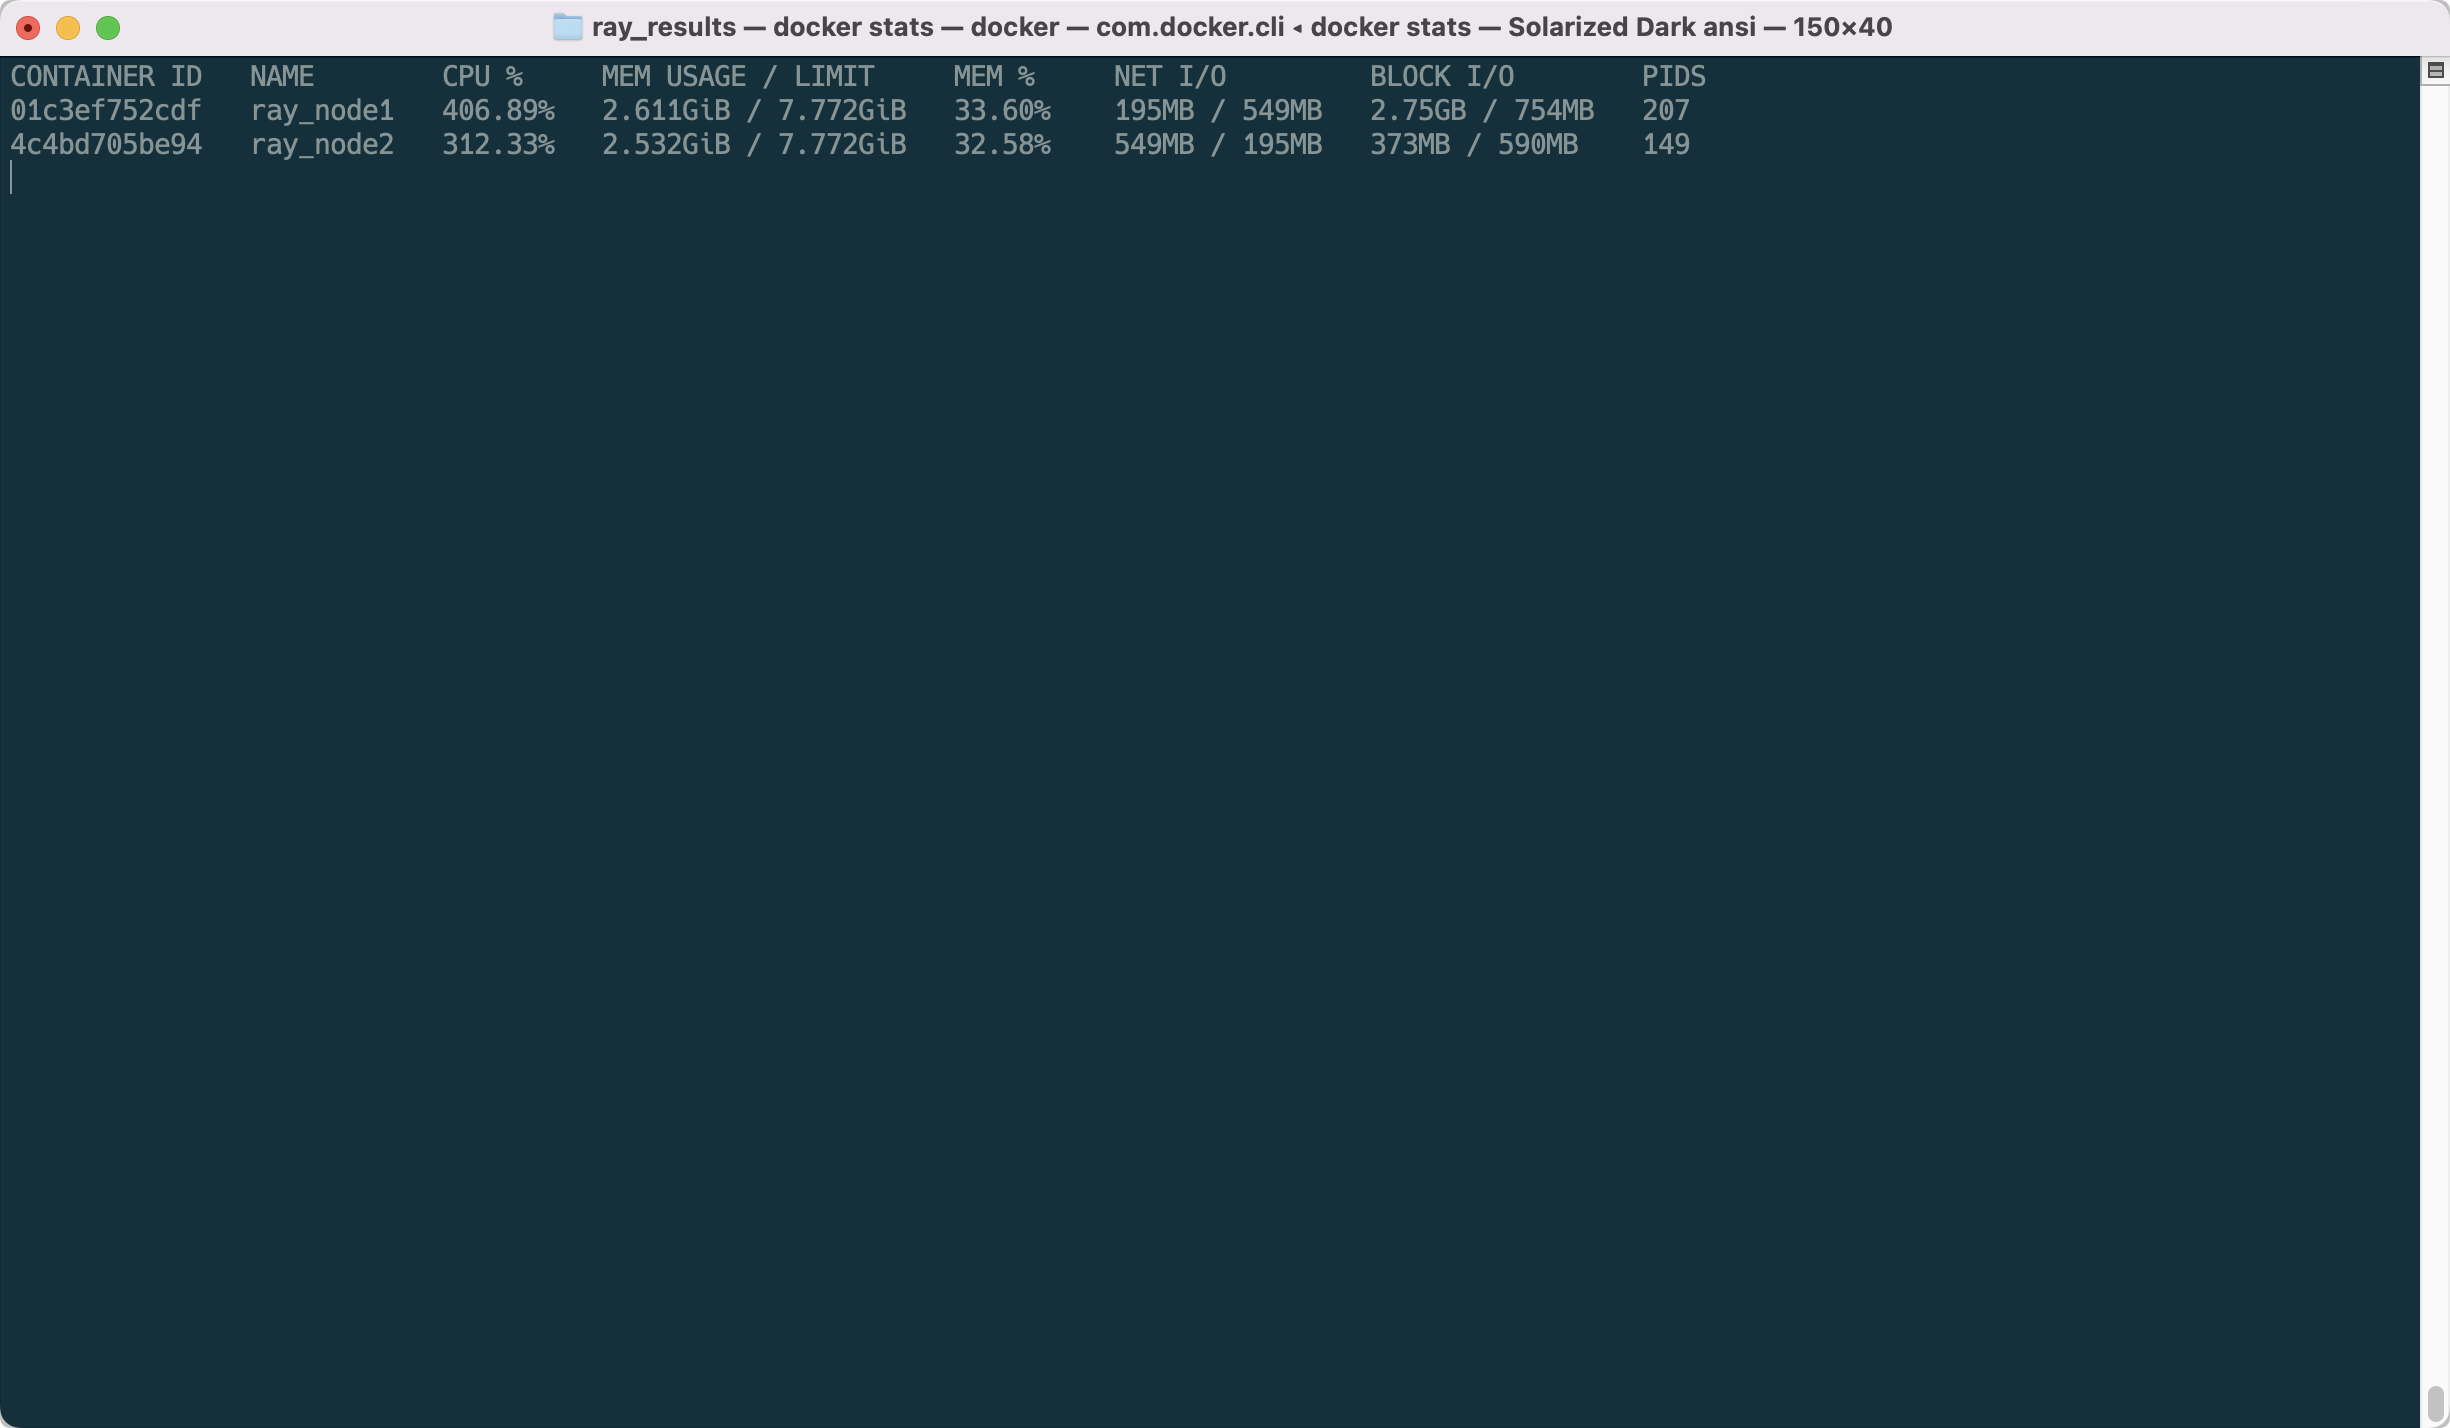 ray_results — docker stats — docker — com.docker.cli ◂ docker stats — Solarized Dark ansi — 150×40
CONTAINER ID   NAME        CPU %     MEM USAGE / LIMIT     MEM %     NET I/O         BLOCK I/O       PIDS
01c3ef752cdf   ray_node1   406.89%   2.611GiB / 7.772GiB   33.60%    195MB / 549MB   2.75GB / 754MB   207
4c4bd705be94   ray_node2   312.33%   2.532GiB / 7.772GiB   32.58%    549MB / 195MB   373MB / 590MB    149